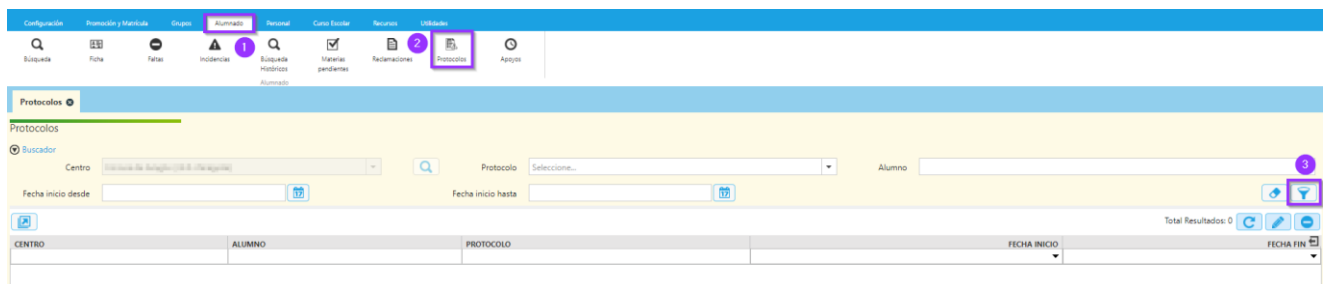 Configuración Promoción y Matrícula Grupos Alumnado Personal Curso Escolar Recursos Utilidades
1 2
Búsqueda Ficha Faltas Incidencias Búsqueda Históricos Materias pendientes Reclamaciones Protocolos Apoyos
Alumnado
Protocolos
Protocolos
Buscador
Centro Protocolo Seleccione... Alumno
3
Fecha inicio desde 17 Fecha inicio hasta 17
Total Resultados: 0
CENTRO ALUMNO PROTOCOLO FECHA INICIO FECHA FIN